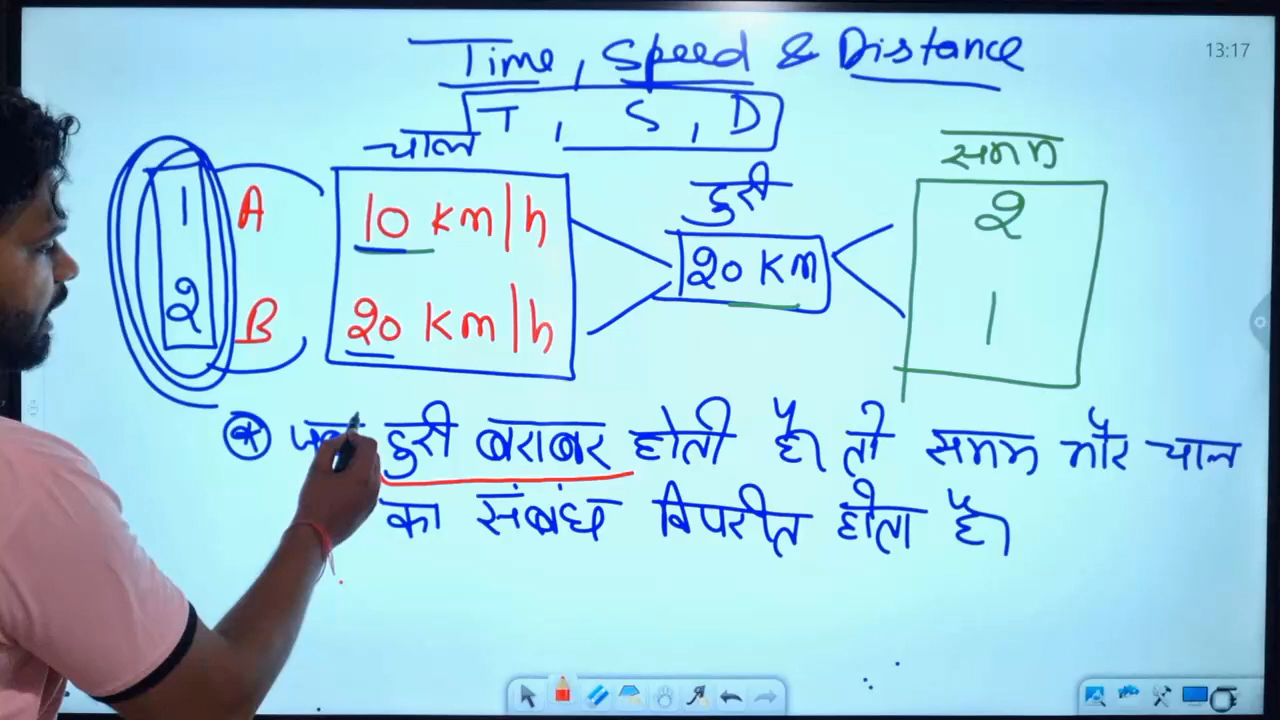 Time, Speed & Distance
13:17
T, S, D
चाल
समय
1 A 10 km/h
दुरी
20 km
2
2 B 20 km/h
1
* जब दुरी बराबर होती है। तो समय और चाल
का संबंध विपरीत होता है।